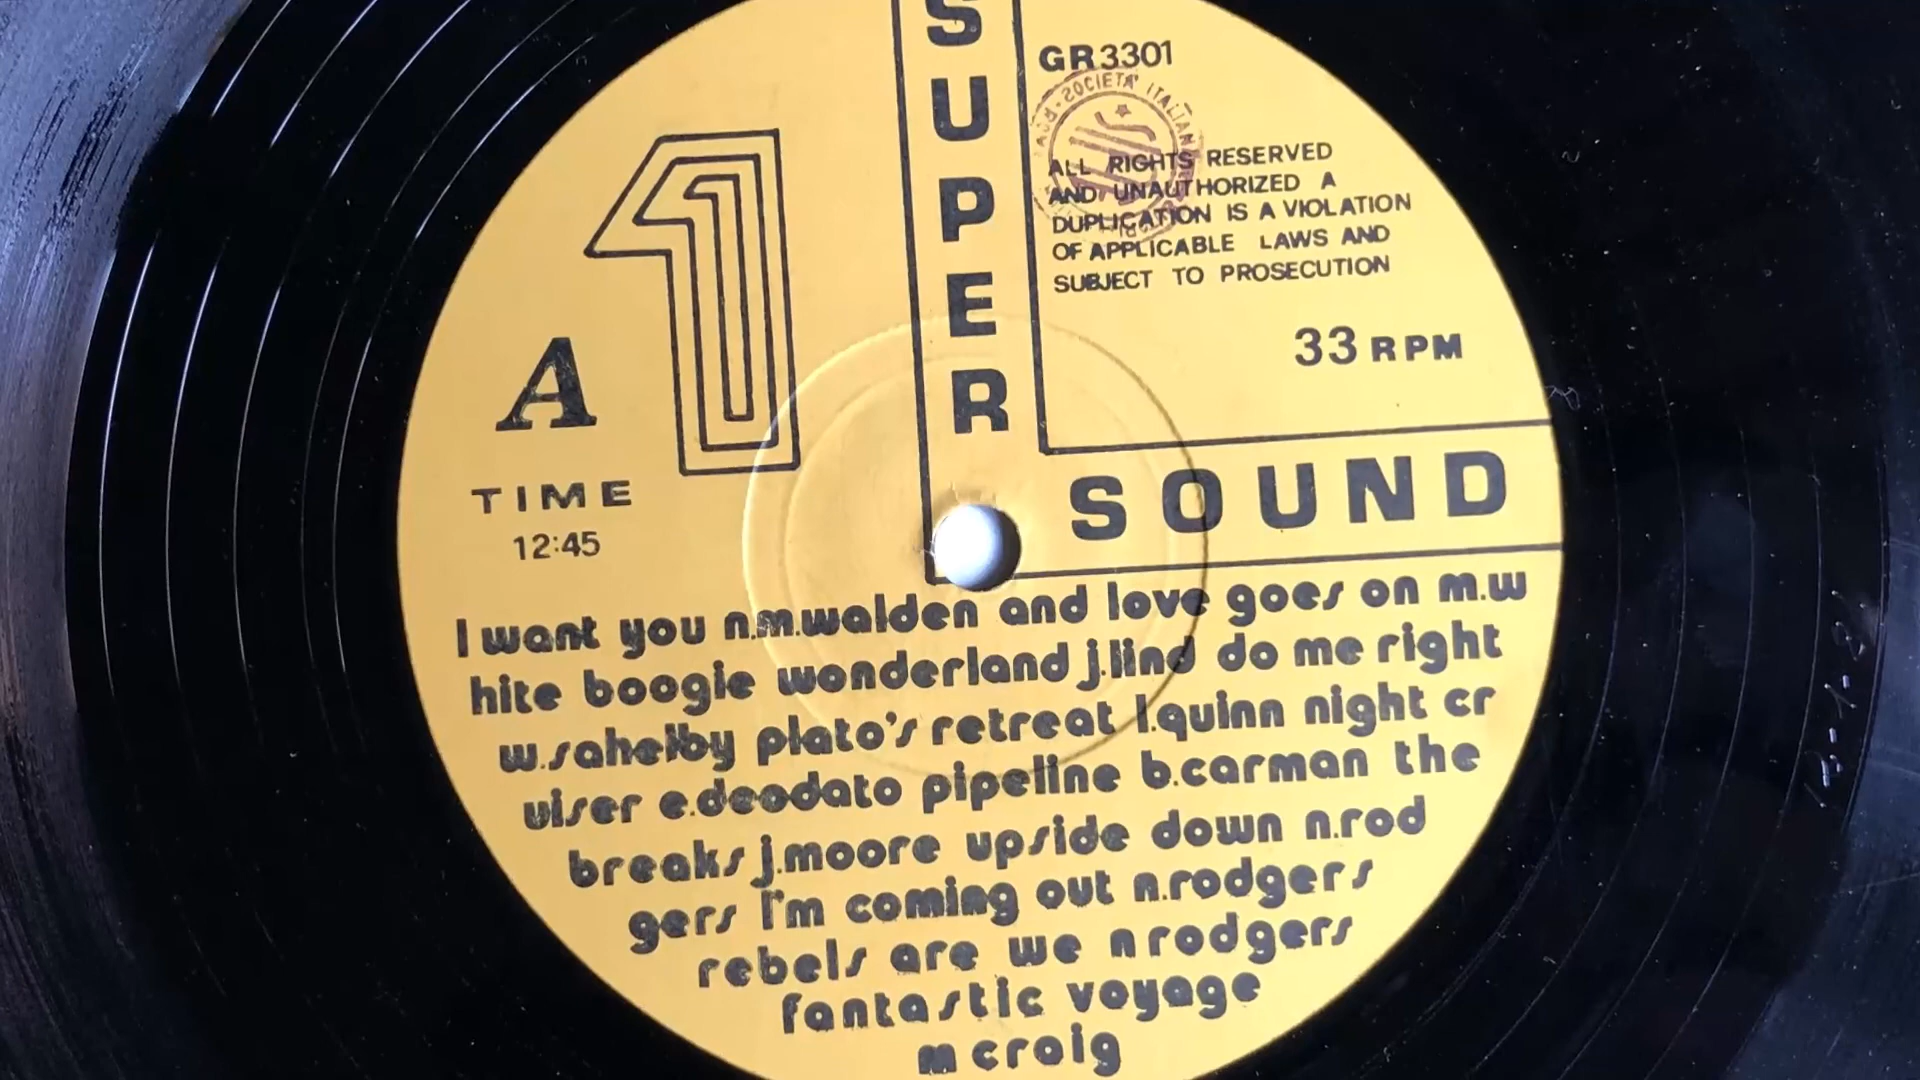 SUPER
SOUND
GR3301
SOCIETA' ITALIAN
ALL RIGHTS RESERVED
AND UNAUTHORIZED A
DUPLICATION IS A VIOLATION
OF APPLICABLE LAWS AND
SUBJECT TO PROSECUTION
33 RPM
1
A
TIME
12:45
I want you n.m.walden and love goes on m.w
hite boogie wonderland j.lind do me right
w.sahelby plato's retreat l.quinn night cr
uiser e.deodato pipeline b.carman the
breaks j.moore upside down n.rod
gers I'm coming out n.rodgers
rebels are we n rodgers
fantastic voyage
m craig